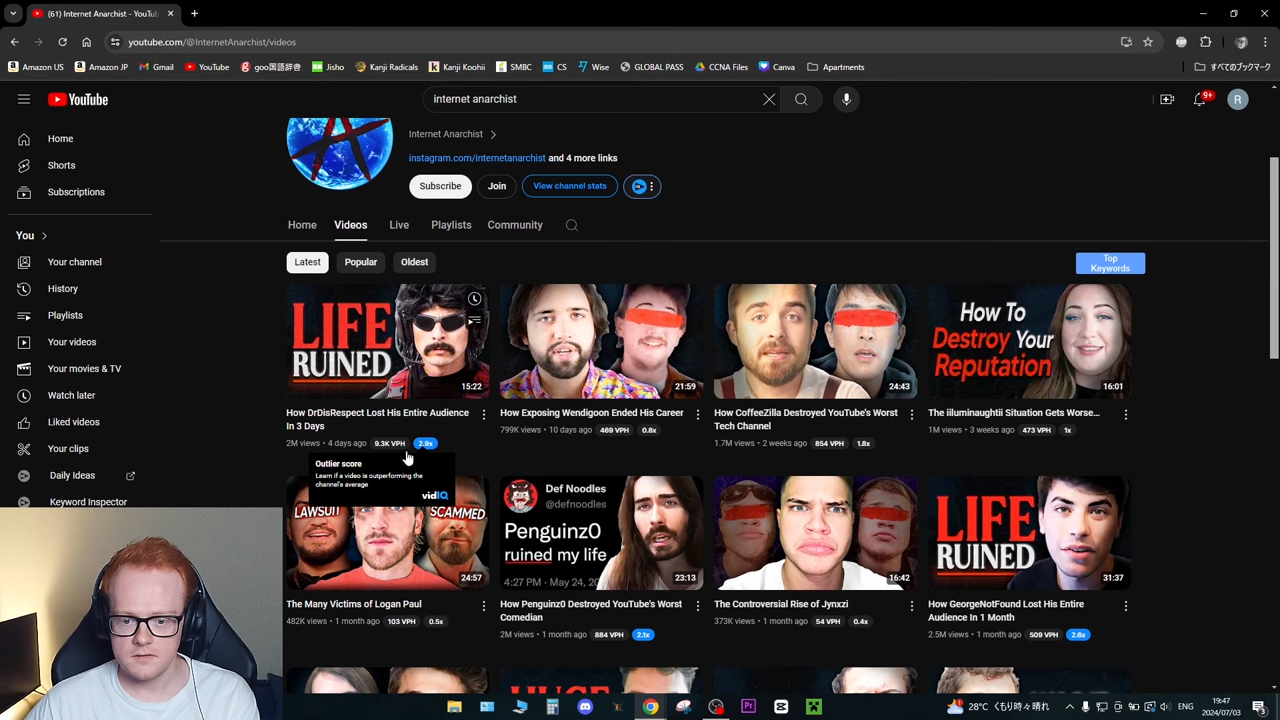 (61) Internet Anarchist - YouTu
youtube.com/@InternetAnarchist/videos
Amazon US
Amazon JP
Gmail
YouTube
goo国語辞書
Jisho
Kanji Radicals
Kanji Koohii
SMBC
CS
Wise
GLOBAL PASS
CCNA Files
Canva
Apartments
すべてのブックマーク
YouTube
internet anarchist
9+
R
Home
Shorts
Subscriptions
You
Your channel
History
Playlists
Your videos
Your movies & TV
Watch later
Liked videos
Your clips
Daily Ideas
Keyword Inspector
Internet Anarchist
instagram.com/internetanarchist and 4 more links
Subscribe
Join
View channel stats
Home
Videos
Live
Playlists
Community
Latest
Popular
Oldest
Top
Keywords
LIFE
RUINED
15:22
21:59
24:43
How To
Destroy Your
Reputation
16:01
How DrDisRespect Lost His Entire Audience
In 3 Days
2M views • 4 days ago 9.3K VPH 2.9x
How Exposing Wendigoon Ended His Career
799K views • 10 days ago 469 VPH 0.8x
How CoffeeZilla Destroyed YouTube's Worst
Tech Channel
1.7M views • 2 weeks ago 854 VPH 1.8x
The iiluminaughtii Situation Gets Worse...
1M views • 3 weeks ago 473 VPH 1x
Outlier score
Learn if a video is outperforming the
channel's average
vidIQ
LAWSUIT
SCAMMED
24:57
Def Noodles
@defnoodles
Penguinz0
ruined my life
4:27 PM - May 24, 20
23:13
16:42
LIFE
RUINED
31:37
The Many Victims of Logan Paul
482K views • 1 month ago 103 VPH 0.5x
How Penguinz0 Destroyed YouTube's Worst
Comedian
2M views • 1 month ago 884 VPH 2.1x
The Controversial Rise of Jynxzi
373K views • 1 month ago 54 VPH 0.4x
How GeorgeNotFound Lost His Entire
Audience In 1 Month
2.5M views • 1 month ago 509 VPH 2.6x
HUGE
Pr
28°C くもり時々晴れ
ENG
19:47
2024/07/03